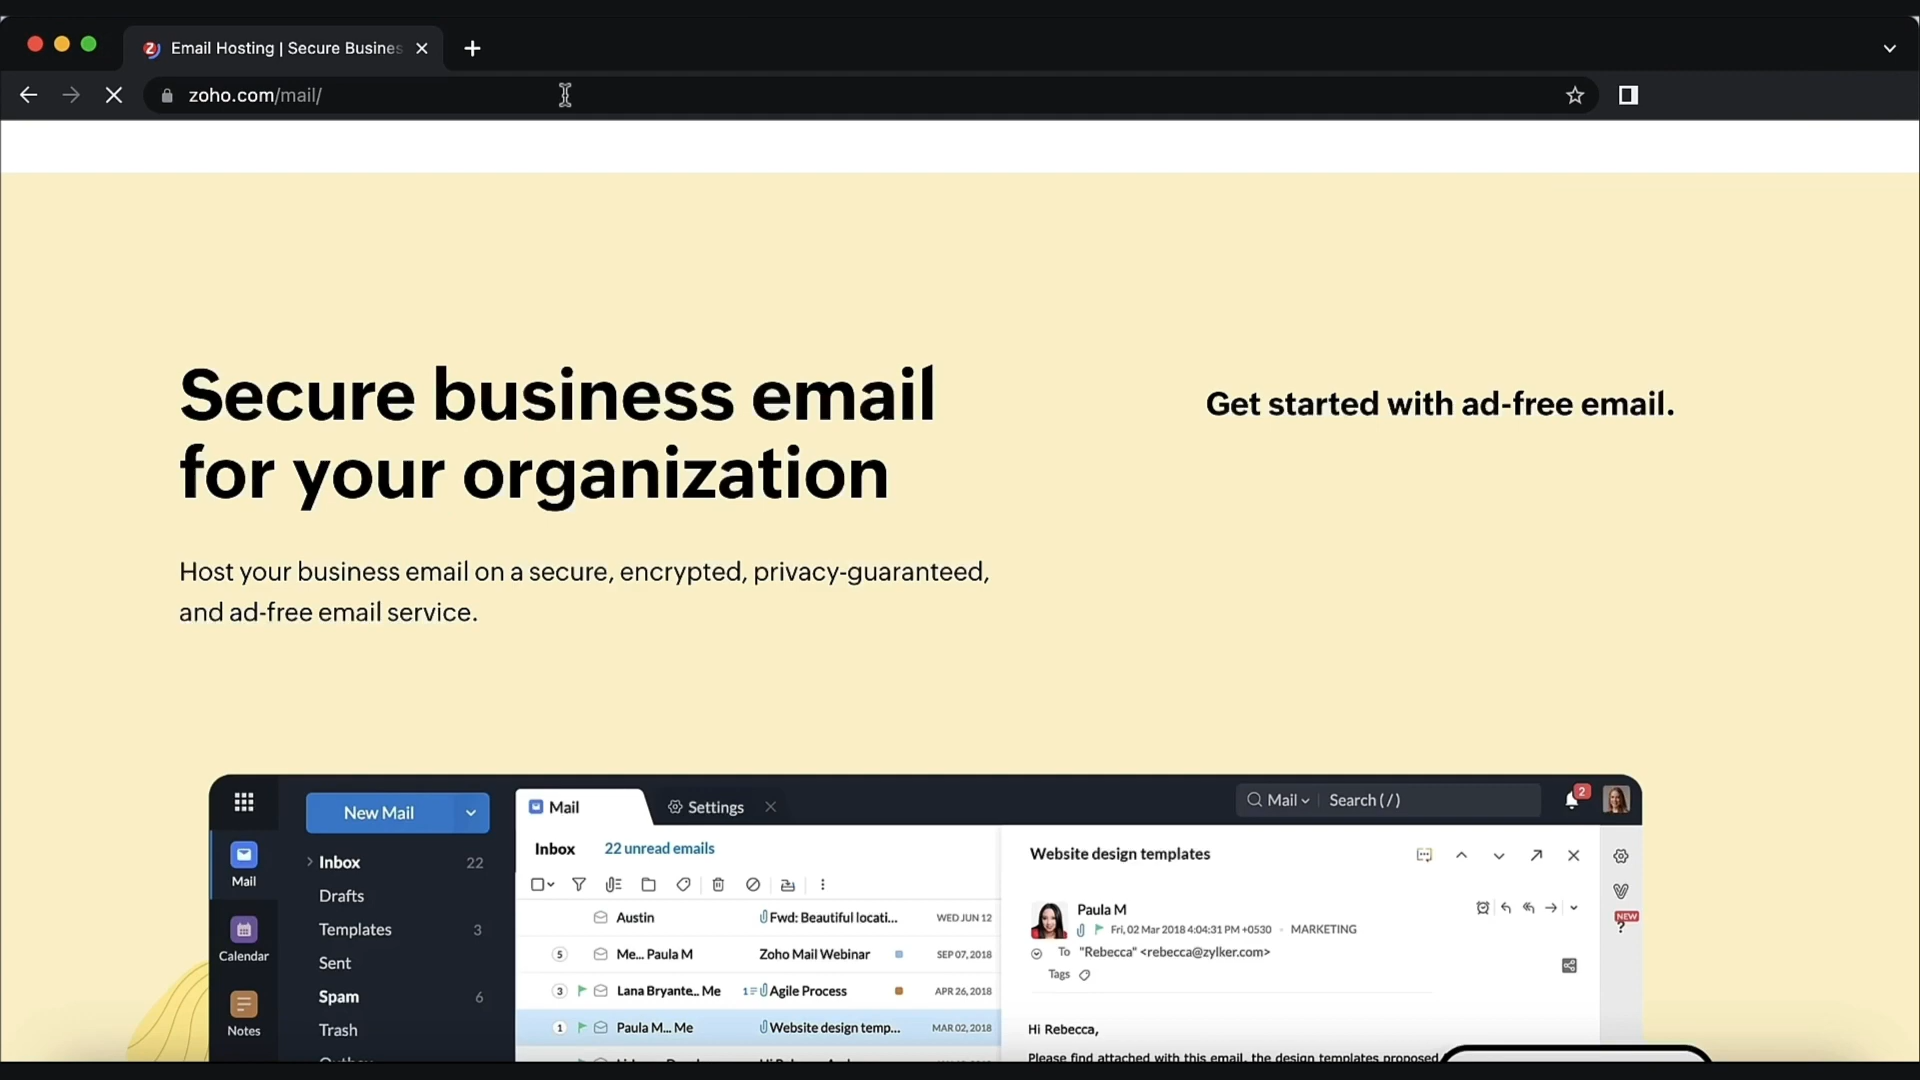 Email Hosting | Secure Busines
zoho.com/mail/
Secure business email
for your organization
Get started with ad-free email.
Host your business email on a secure, encrypted, privacy-guaranteed,
and ad-free email service.
New Mail
Mail
Settings
Mail
Search ( / )
2
Inbox
22 unread emails
Website design templates
Mail
Calendar
Notes
Inbox 22
Drafts
Templates 3
Sent
Spam 6
Trash
Austin Fwd: Beautiful locati... WED JUN 12
5 Me... Paula M Zoho Mail Webinar SEP 07, 2018
3 Lana Bryante... Me 1 Agile Process APR 26, 2018
1 Paula M... Me Website design temp... MAR 02, 2018
Paula M
Fri, 02 Mar 2018 4:04:31 PM +0530 MARKETING
To "Rebecca" <rebecca@zylker.com>
Tags
NEW
?
Hi Rebecca,
Please find attached with this email, the design templates proposed